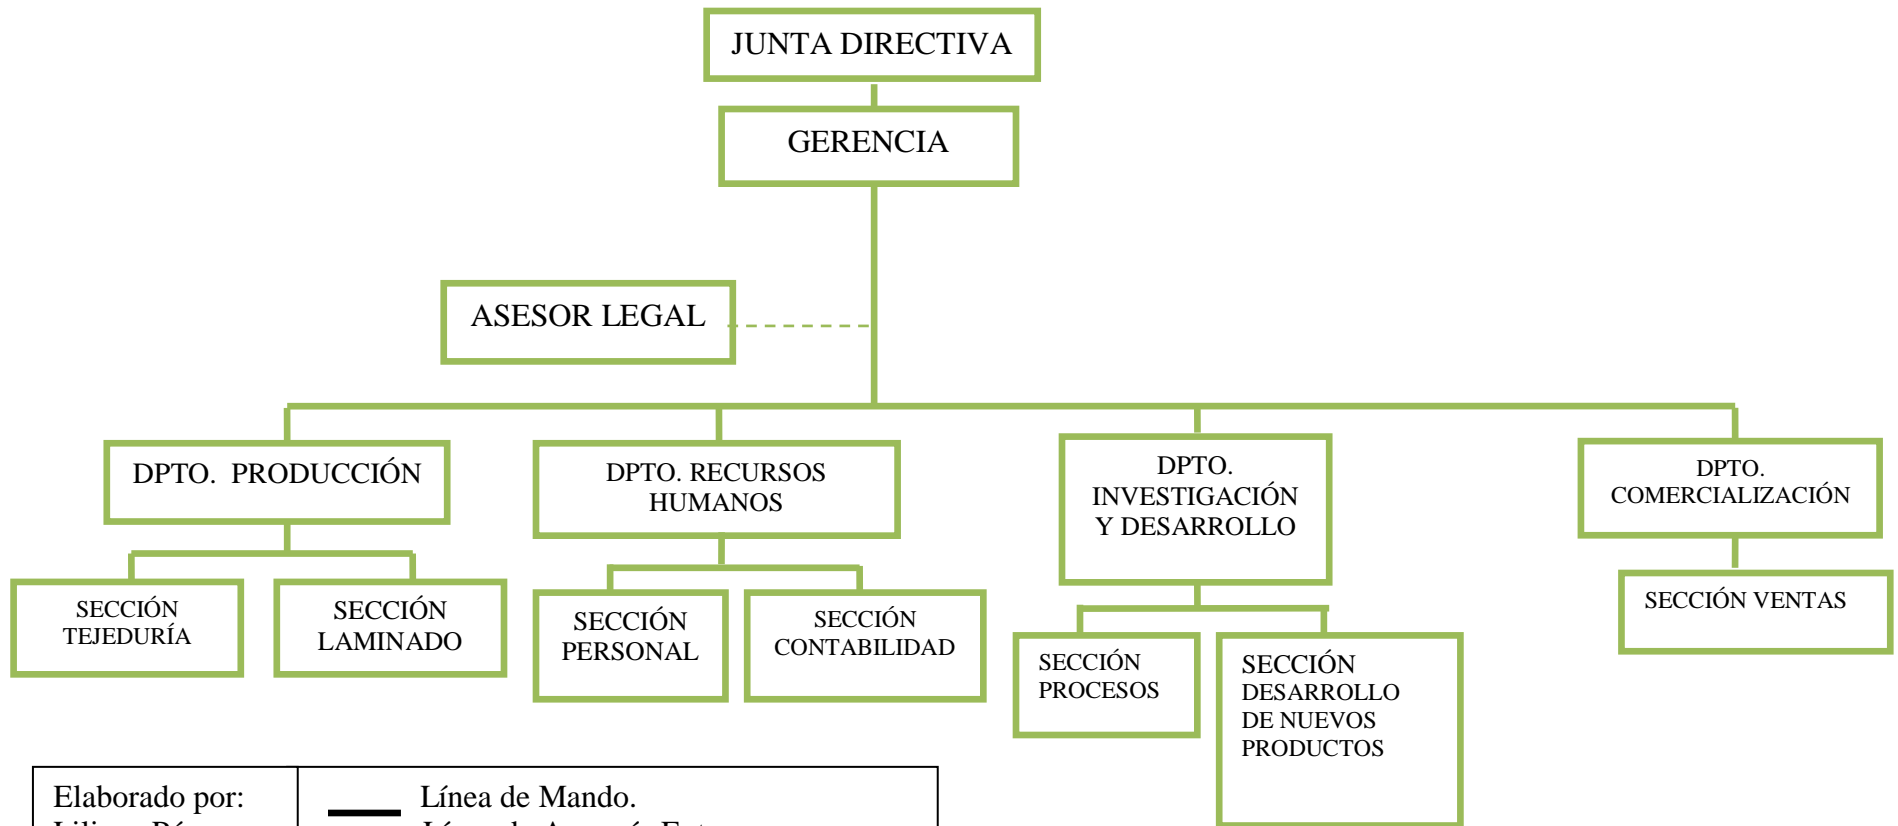 JUNTA DIRECTIVA
GERENCIA
ASESOR LEGAL
DPTO. PRODUCCIÓN
DPTO. RECURSOS
HUMANOS
DPTO.
INVESTIGACIÓN
Y DESARROLLO
DPTO.
COMERCIALIZACIÓN
SECCIÓN
TEJEDURÍA
SECCIÓN
LAMINADO
SECCIÓN
PERSONAL
SECCIÓN
CONTABILIDAD
SECCIÓN
PROCESOS
SECCIÓN
DESARROLLO
DE NUEVOS
PRODUCTOS
SECCIÓN VENTAS
Elaborado por:
Línea de Mando.